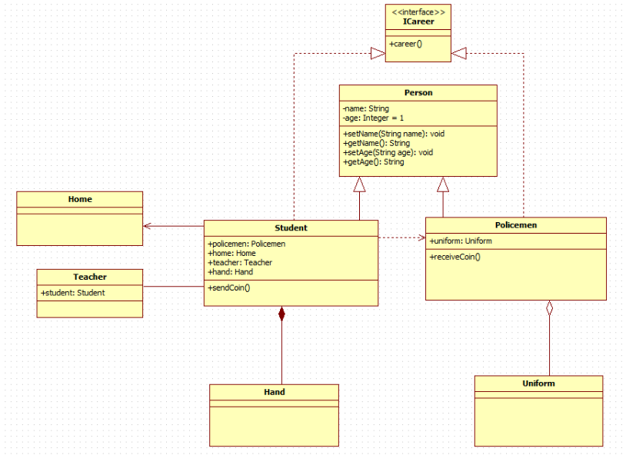 <<interface>>
ICareer
+career()
Person
-name: String
-age: Integer = 1
+setName(String name): void
+getName(): String
+setAge(String age): void
+getAge(): String
Home
Student
+policemen: Policemen
+home: Home
+teacher: Teacher
+hand: Hand
+sendCoin()
Policemen
+uniform: Uniform
+receiveCoin()
Teacher
+student: Student
Hand
Uniform